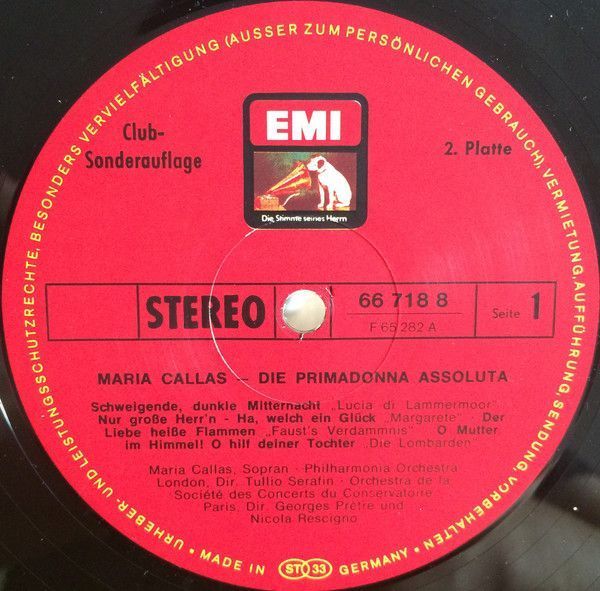 URHEBER- UND LEISTUNGSSCHUTZRECHTE, BESONDERS VERVIELFÄLTIGUNG (AUSSER ZUM PERSÖNLICHEN GEBRAUCH), VERMIETUNG, AUFFÜHRUNG, SENDUNG, VORBEHALTEN •
EMI
Die Stimme seines Herrn
Club-
Sonderauflage
2. Platte
STEREO
66 718 8
F 65 282 A
Seite 1
MARIA CALLAS – DIE PRIMADONNA ASSOLUTA
Schweigende, dunkle Mitternacht „Lucia di Lammermoor“
Nur große Herr'n - Ha, welch ein Glück „Margarete“ · Der
Liebe heiße Flammen „Faust's Verdammnis“ · O Mutter
im Himmel! O hilf deiner Tochter „Die Lombarden“
Maria Callas, Sopran · Philharmonia Orchestra
London, Dir. Tullio Serafin · Orchestra de la
Société des Concerts du Conservatoire
Paris, Dir. Georges Prêtre und
Nicola Rescigno
• MADE IN ST 33 GERMANY •